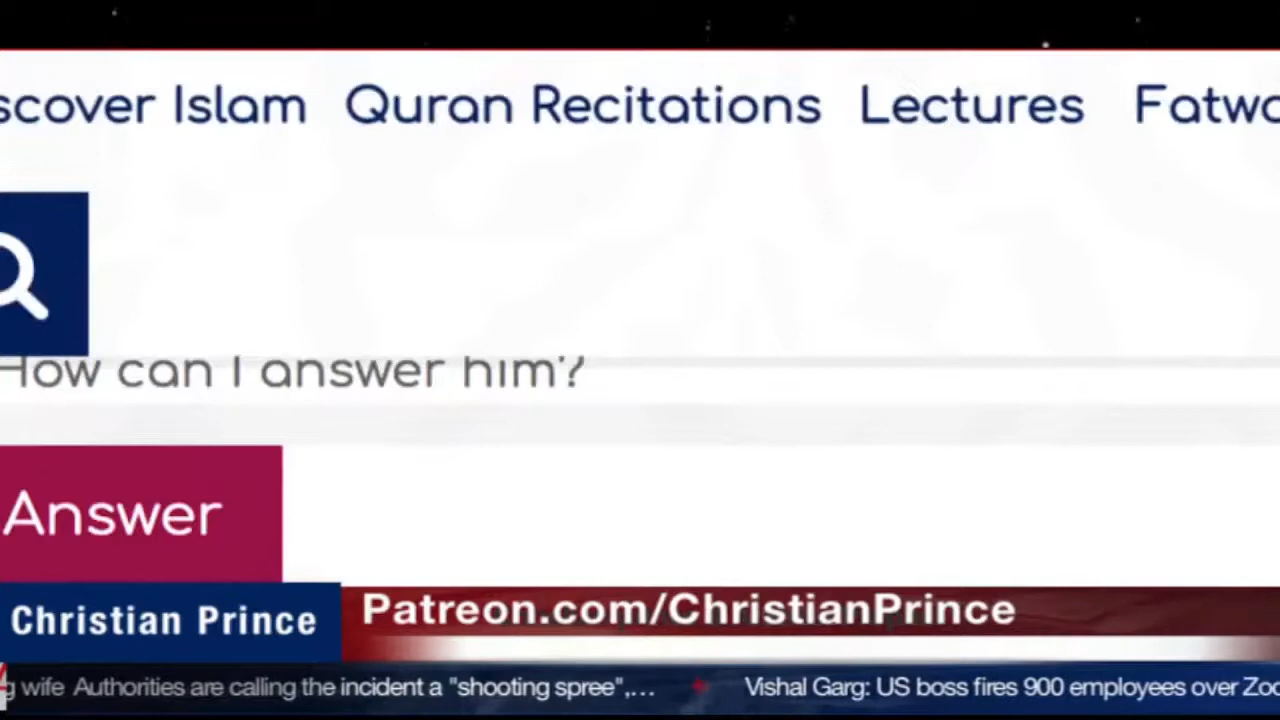 scover Islam Quran Recitations Lectures Fatwa
How can I answer him?
Answer
Christian Prince
Patreon.com/ChristianPrince
g wife Authorities are calling the incident a "shooting spree",... Vishal Garg: US boss fires 900 employees over Zoo